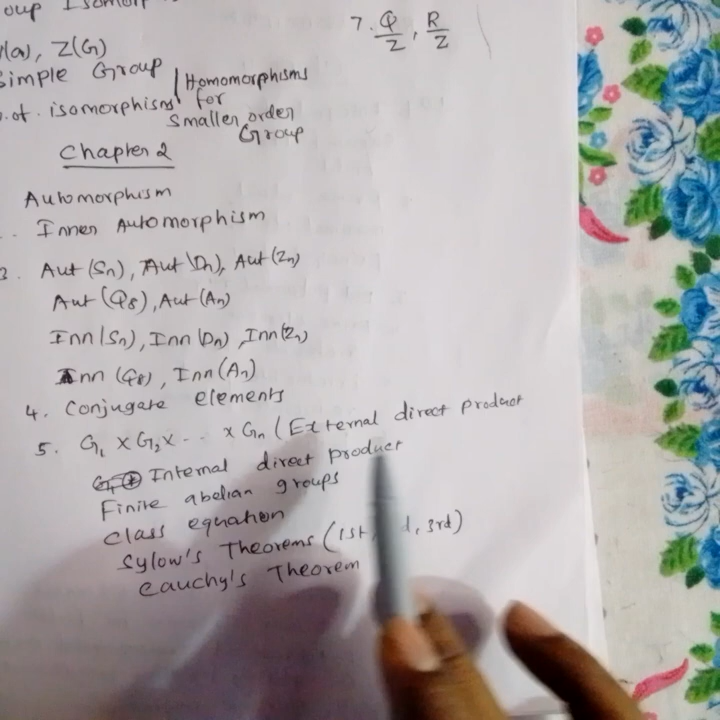 oup Isomor
7. Q/Z, R/Z
(a), Z(G)
Simple Group
of isomorphisms / Homomorphisms
for
Smaller order
Group
Chapter 2
Automorphism
Inner Automorphism
3. Aut (Sn), Aut (Dn), Aut (Zn)
Aut (Q8), Aut (An)
Inn (Sn), Inn (Dn), Inn (Zn)
Inn (Q8), Inn (An)
4. Conjugate elements
5. G1 × G2 × .. × Gn (External direct product
Internal direct product
Finite abelian groups
Class equation
Sylow's Theorems (1st, d, 3rd)
Cauchy's Theorem